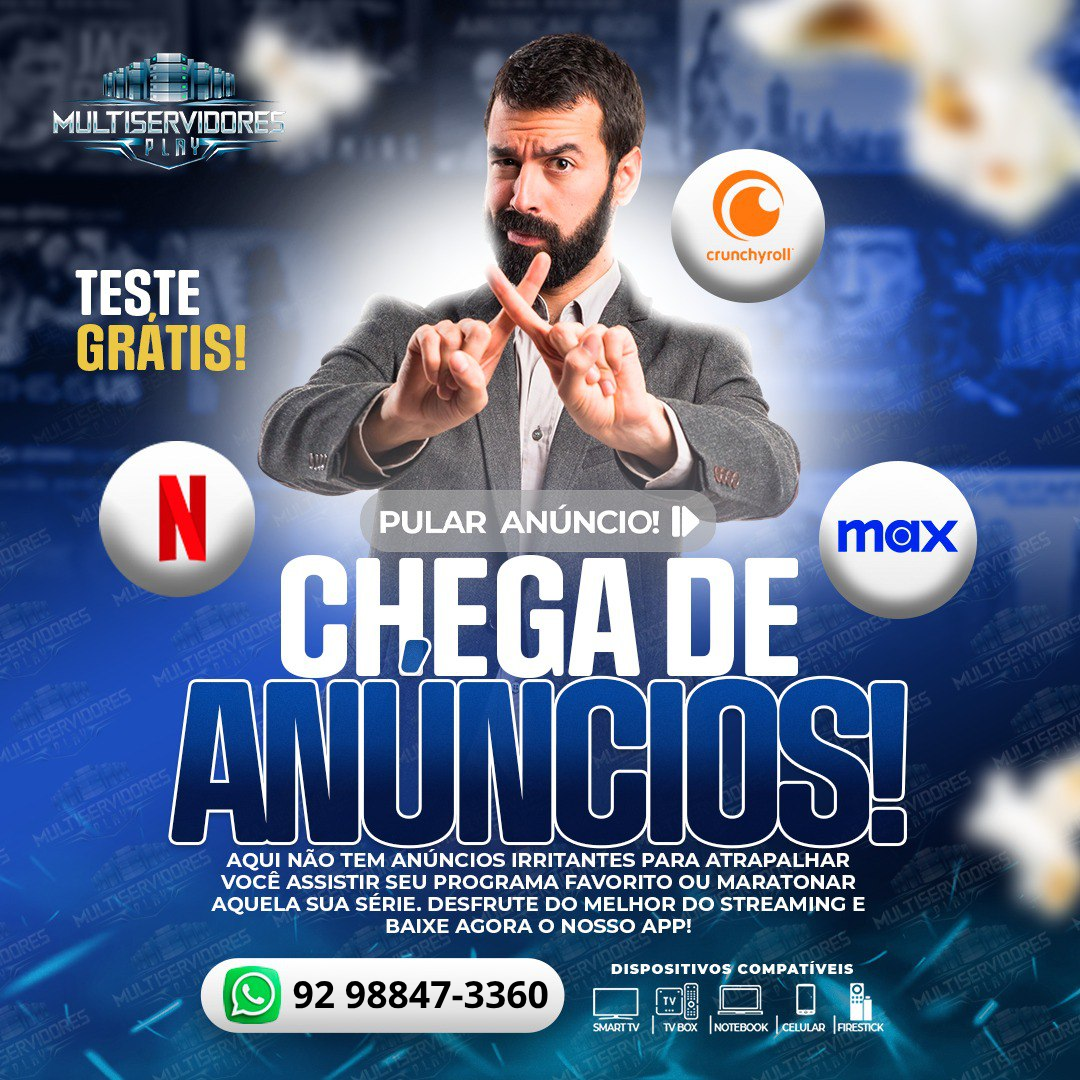 MULTISERVIDORES
PLAY
crunchyroll
TESTE
GRÁTIS!
N
max
PULAR ANÚNCIO!
CHEGA DE
ANÚNCIOS!
AQUI NÃO TEM ANÚNCIOS IRRITANTES PARA ATRAPALHAR
VOCÊ ASSISTIR SEU PROGRAMA FAVORITO OU MARATONAR
AQUELA SUA SÉRIE. DESFRUTE DO MELHOR DO STREAMING E
BAIXE AGORA O NOSSO APP!
92 98847-3360
DISPOSITIVOS COMPATÍVEIS
TV
SMART TV | TV BOX | NOTEBOOK | CELULAR | FIRESTICK